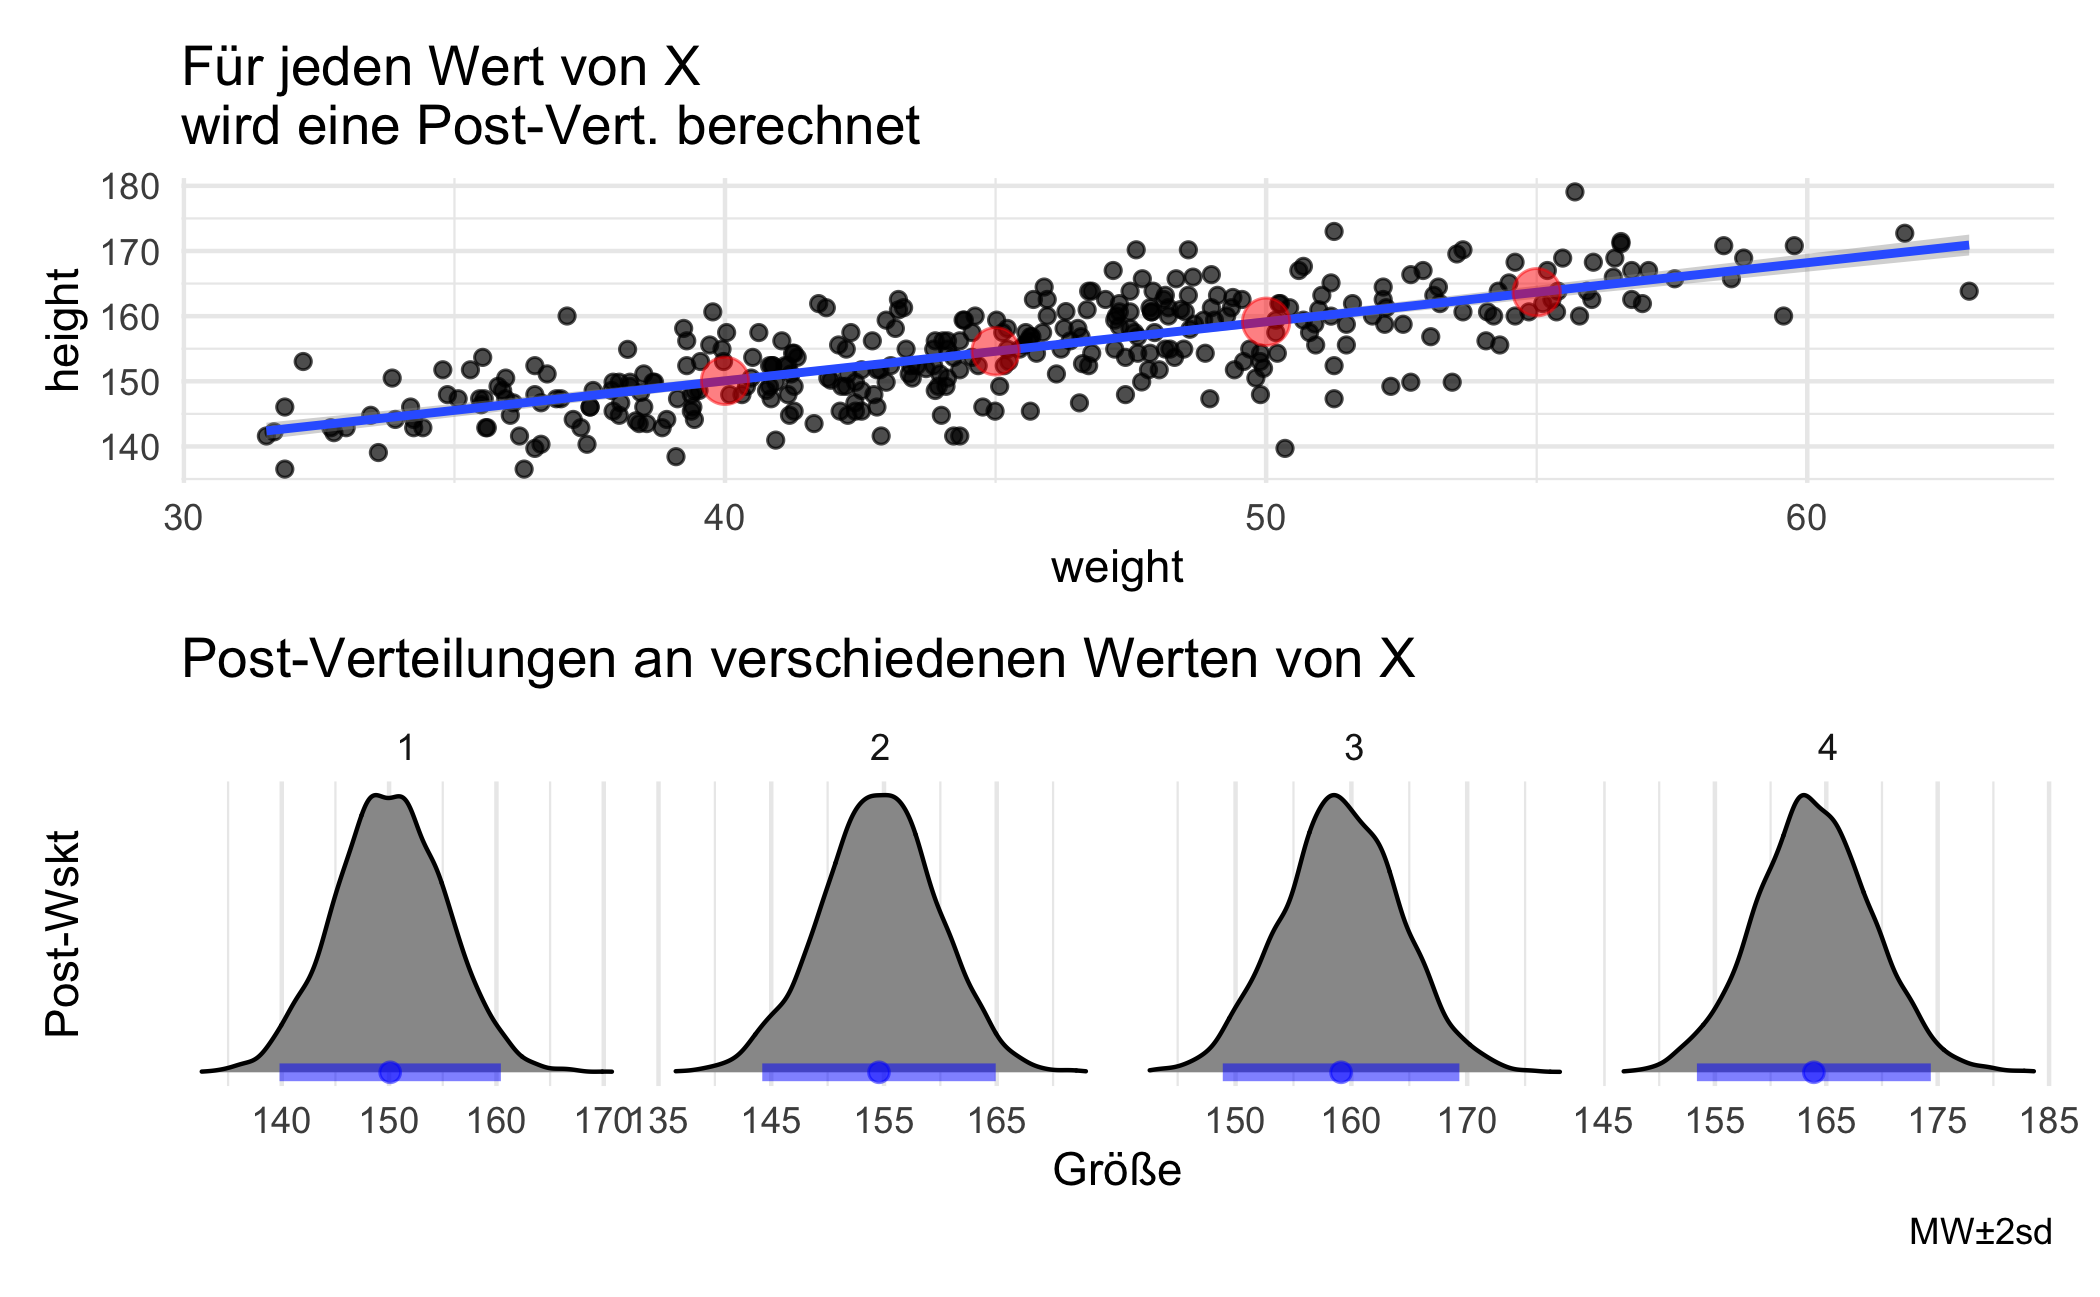 Für jeden Wert von X
wird eine Post-Vert. berechnet
180
170
160
150
140
height
30 40 50 60
weight
Post-Verteilungen an verschiedenen Werten von X
1 2 3 4
Post-Wskt
140 150 160 170 135 145 155 165 150 160 170 145 155 165 175 185
Größe
MW±2sd